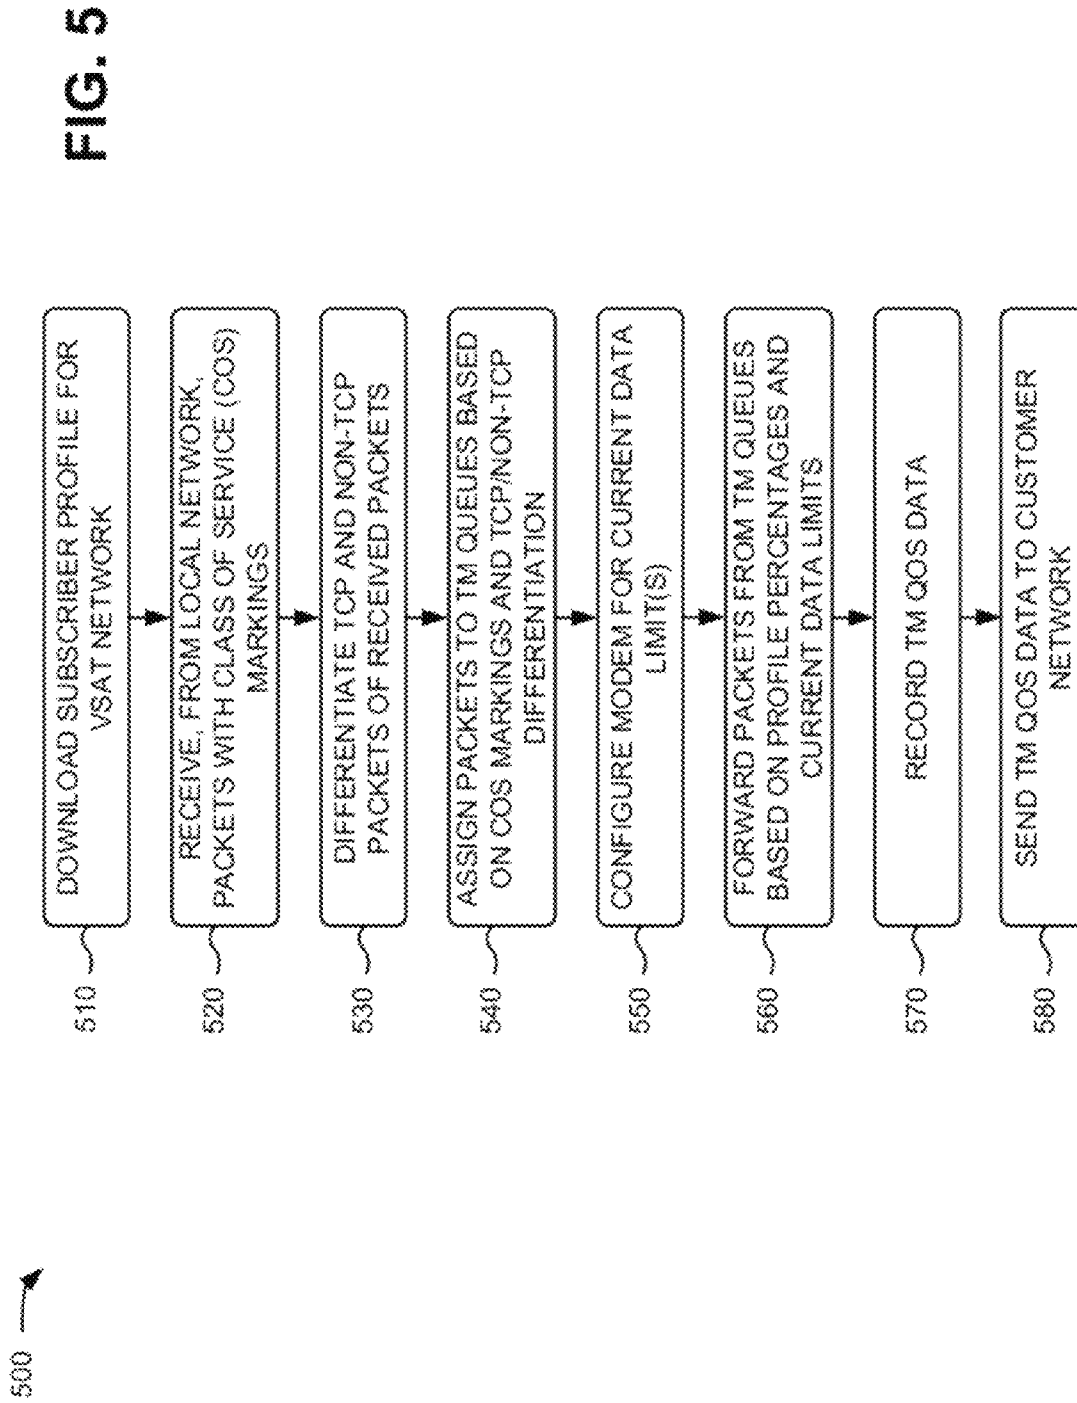 500
510
DOWNLOAD SUBSCRIBER PROFILE FOR
VSAT NETWORK
520
RECEIVE, FROM LOCAL NETWORK,
PACKETS WITH CLASS OF SERVICE (COS)
MARKINGS
530
DIFFERENTIATE TCP AND NON-TCP
PACKETS OF RECEIVED PACKETS
540
ASSIGN PACKETS TO TM QUEUES BASED
ON COS MARKINGS AND TCP/NON-TCP
DIFFERENTIATION
550
CONFIGURE MODEM FOR CURRENT DATA
LIMIT(S)
560
FORWARD PACKETS FROM TM QUEUES
BASED ON PROFILE PERCENTAGES AND
CURRENT DATA LIMITS
570
RECORD TM QOS DATA
580
SEND TM QOS DATA TO CUSTOMER
NETWORK
FIG. 5